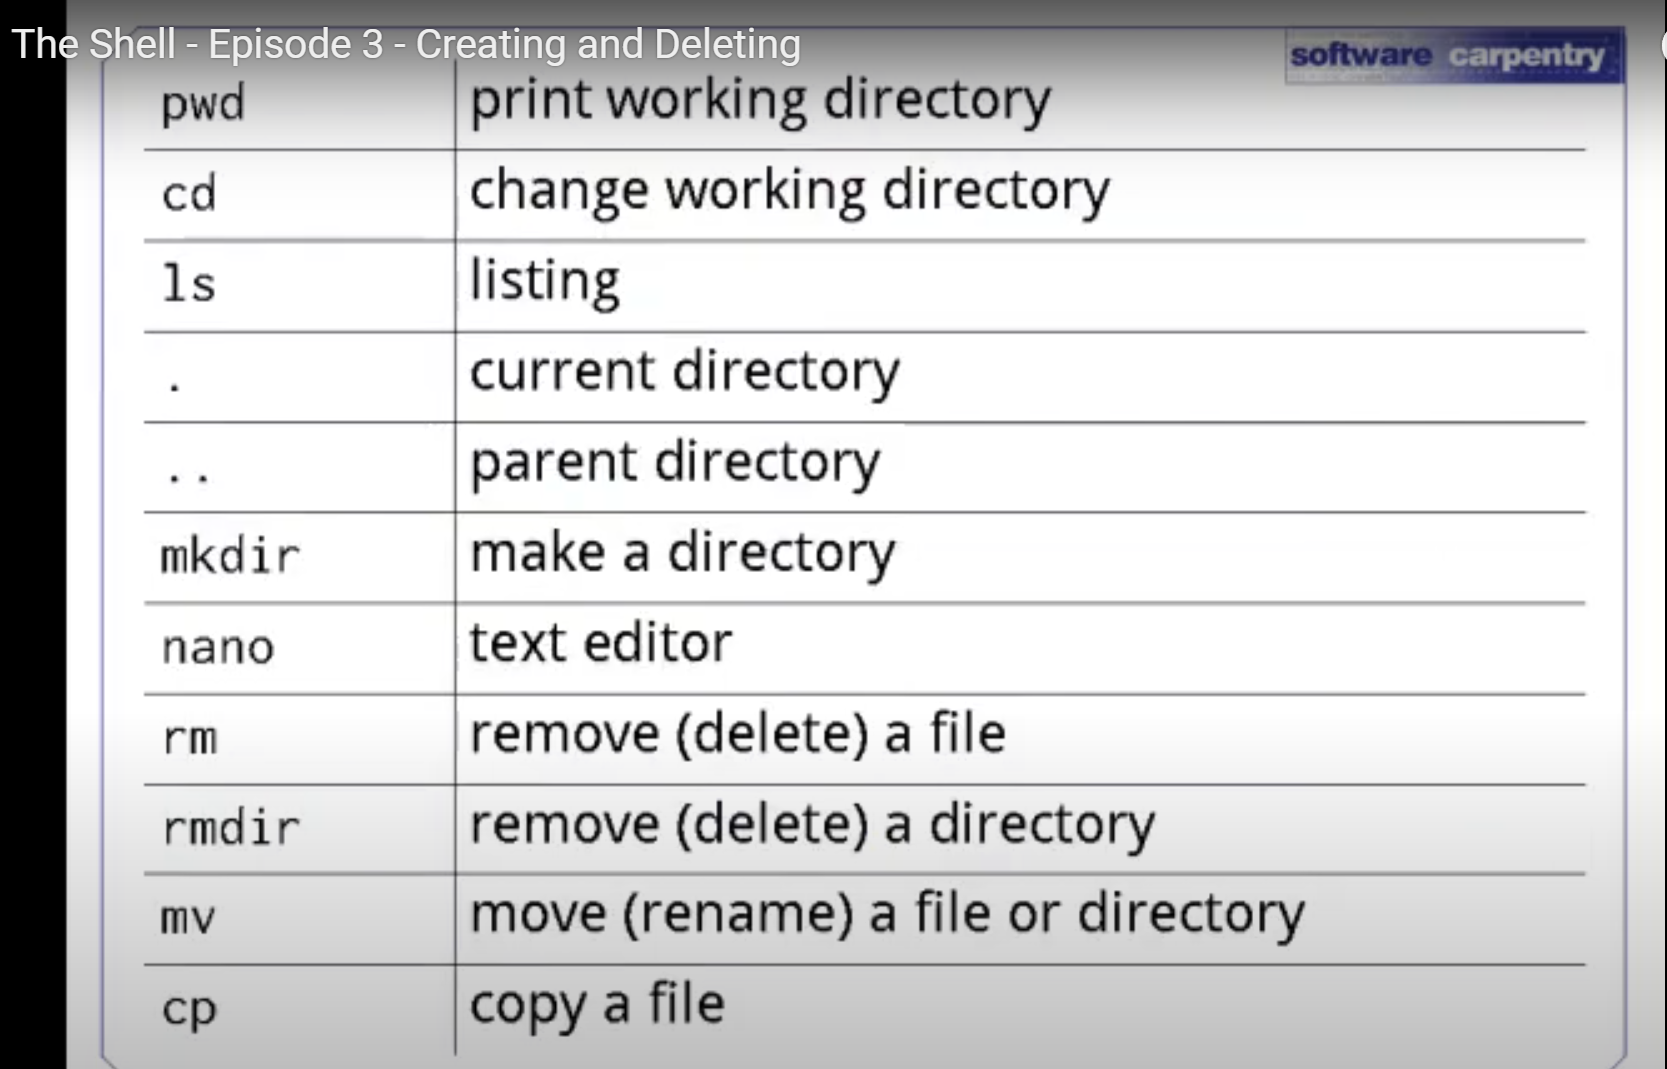 The Shell - Episode 3 - Creating and Deleting
software carpentry
pwd print working directory
cd change working directory
ls listing
. current directory
.. parent directory
mkdir make a directory
nano text editor
rm remove (delete) a file
rmdir remove (delete) a directory
mv move (rename) a file or directory
cp copy a file